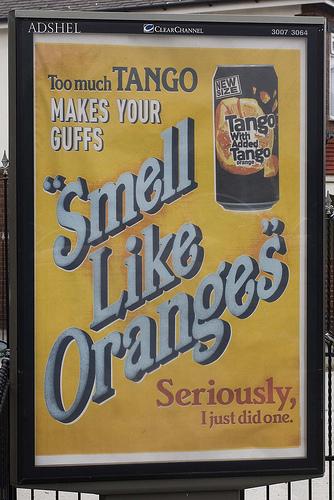 ADSHEL
CLEARCHANNEL
3007 3064
Too much TANGO
MAKES YOUR
GUFFS
NEW
SIZE
Tango
With
Added
Tango
orange
"Smell
Like
Oranges"
Seriously,
I just did one.